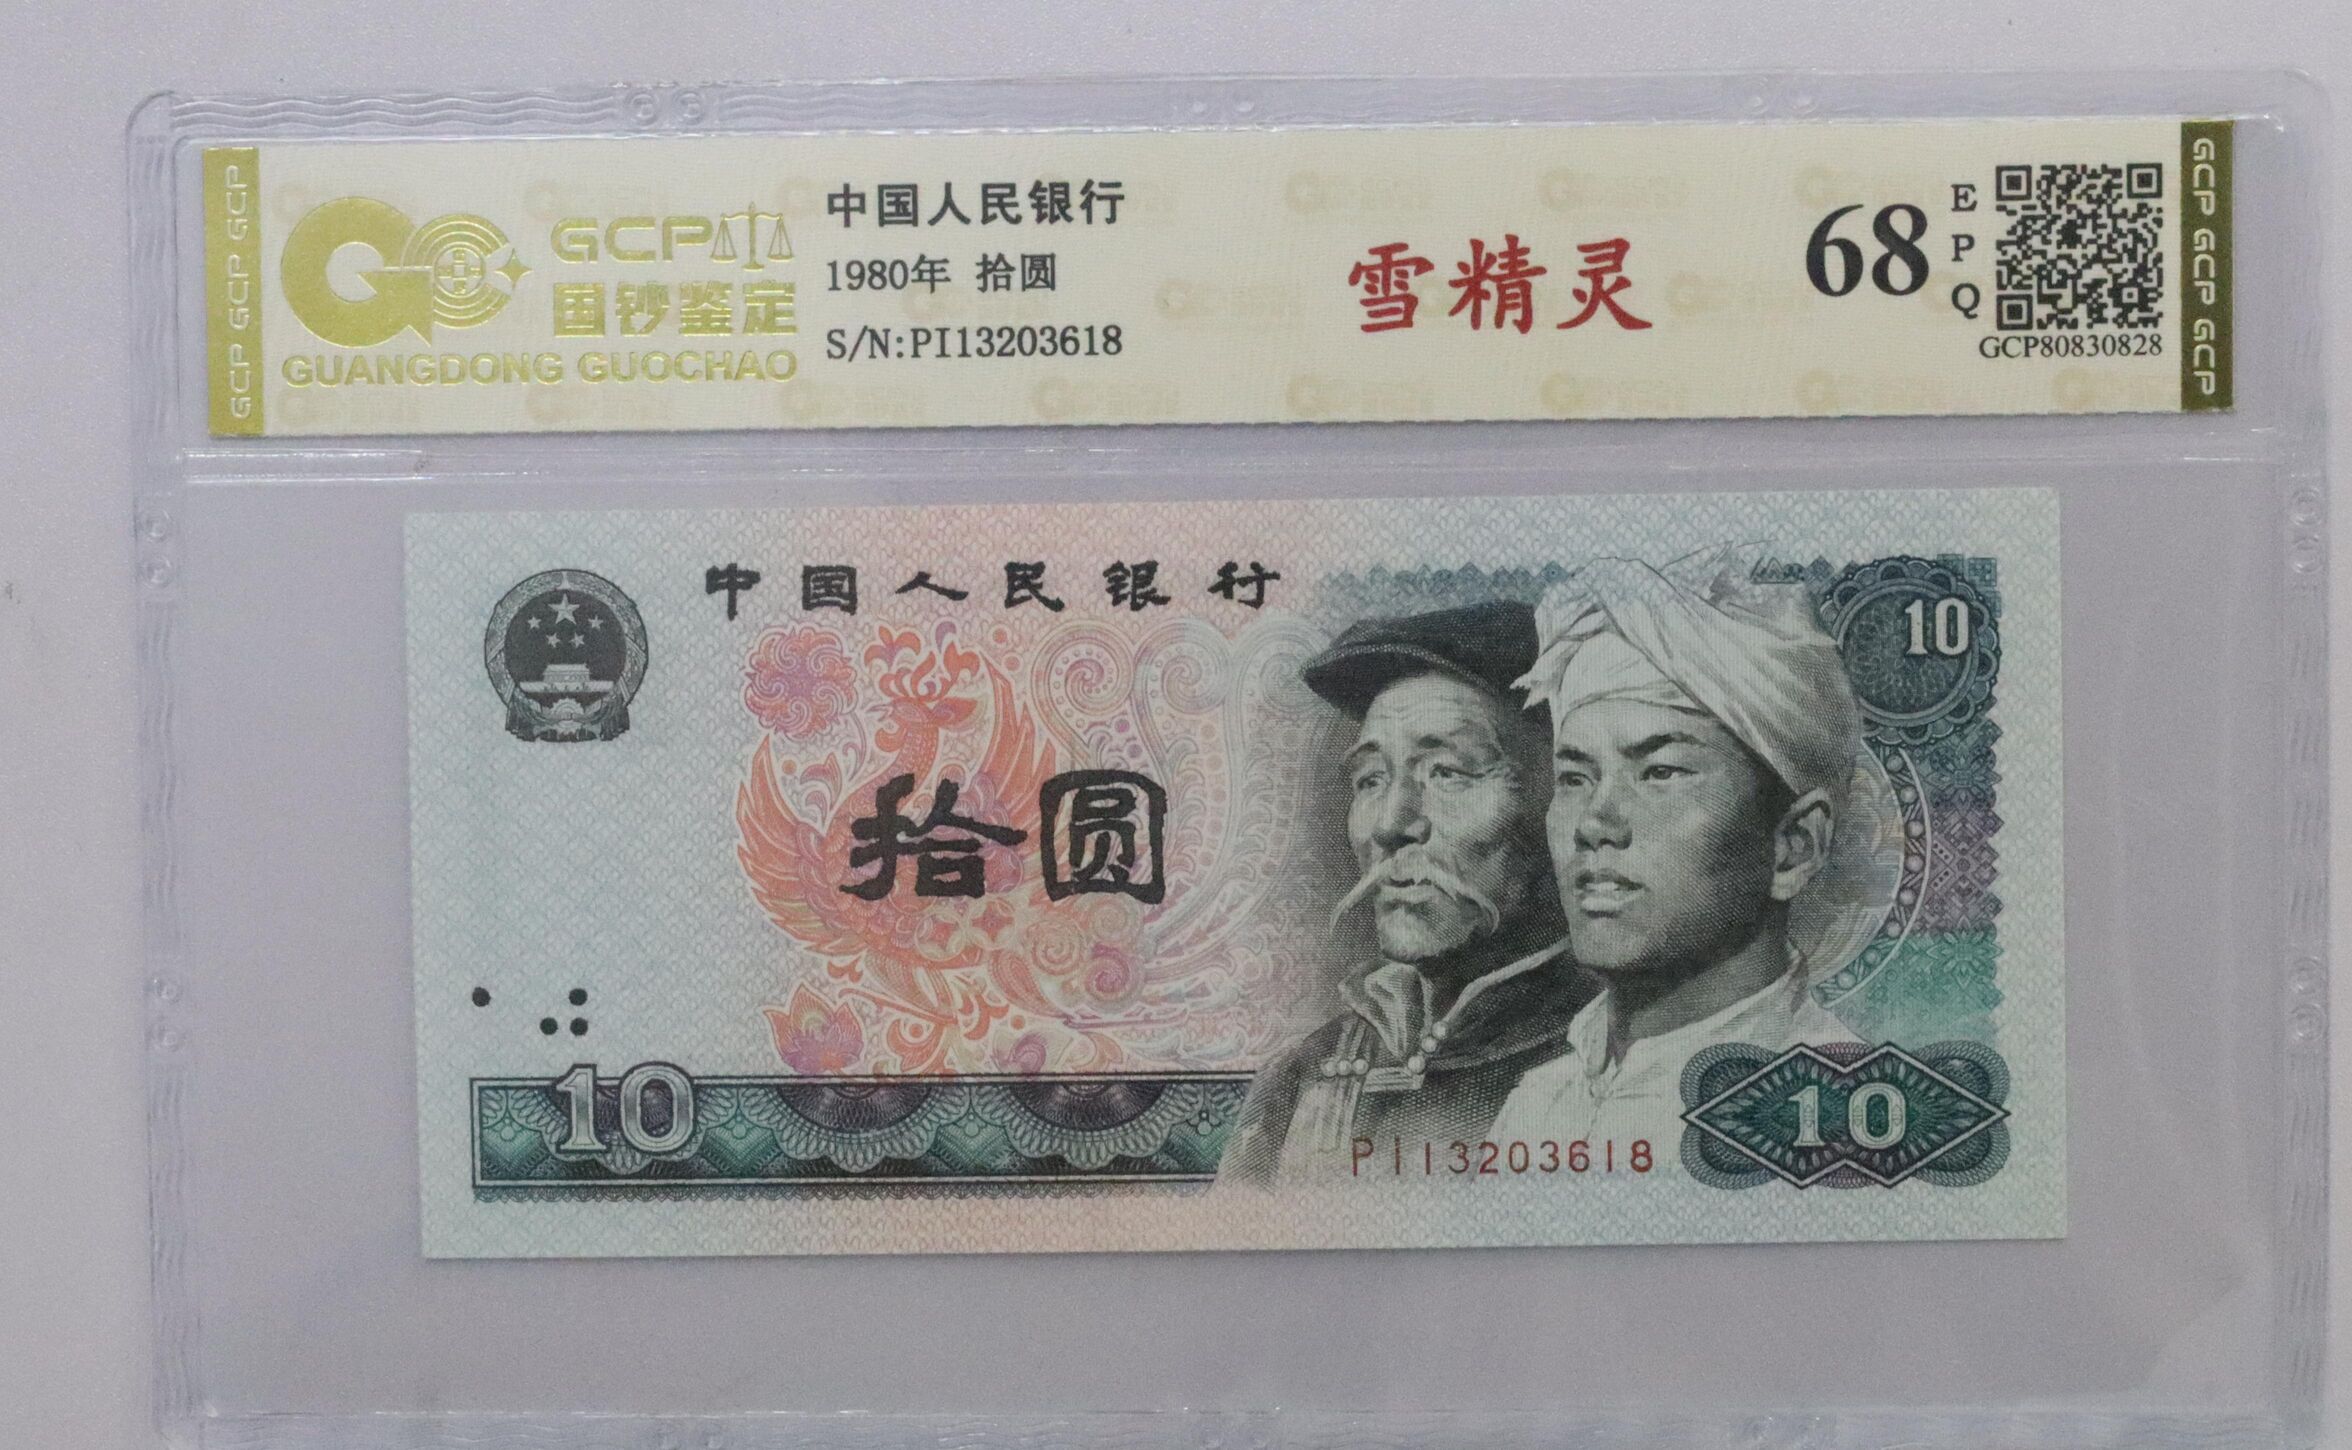 GCP GCP GCP
GCP
国钞鉴定
GUANGDONG GUOCHAO
中国人民银行
1980年 拾圆
S/N:PI13203618
雪精灵
68
E
P
Q
GCP80830828
GCP GCP GCP
中国人民银行
10
拾圆
10
PI13203618
10